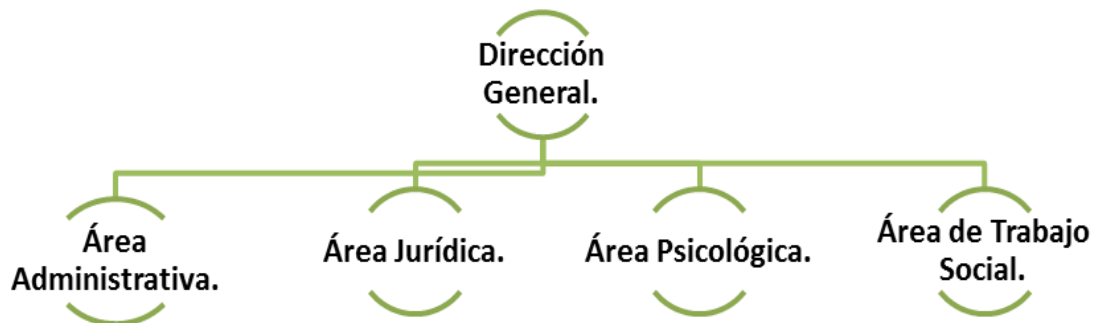 Dirección
General.
Área
Administrativa.
Área Jurídica.
Área Psicológica.
Área de Trabajo
Social.